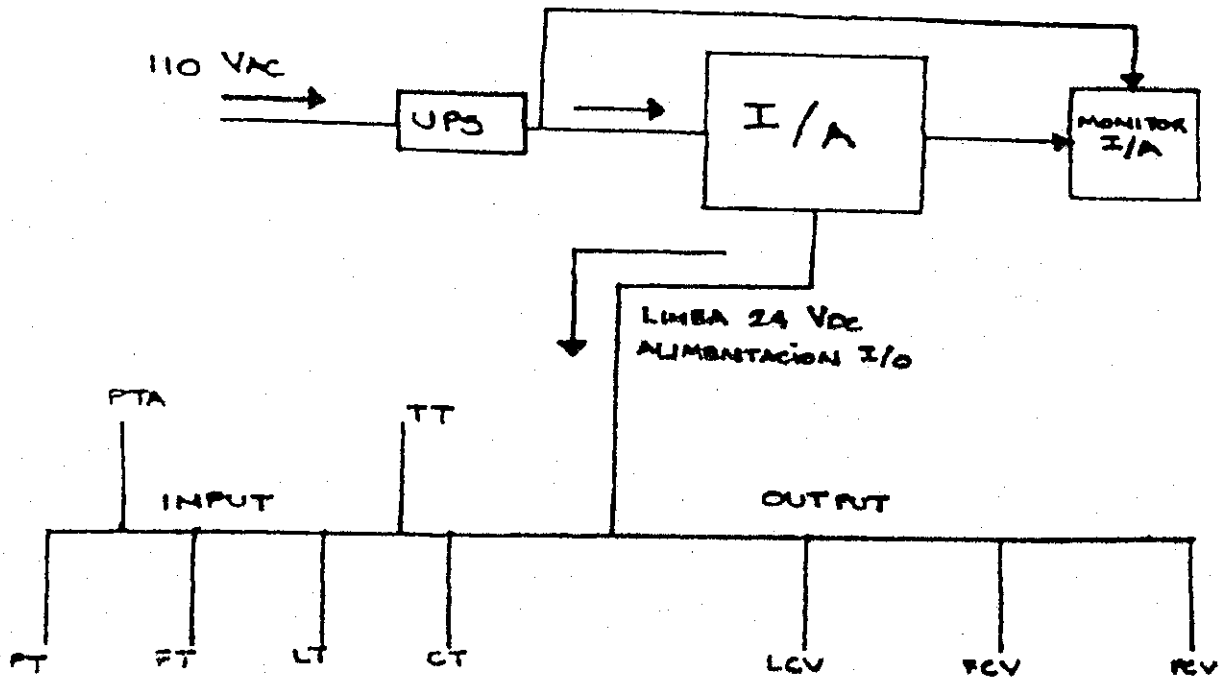 110 VAC
UPS
I/A
MONITOR
I/A
LINEA 24 VDC
ALIMENTACION I/O
PTA
TT
INPUT
OUTPUT
PT
FT
LT
CT
LCV
FCV
PCV